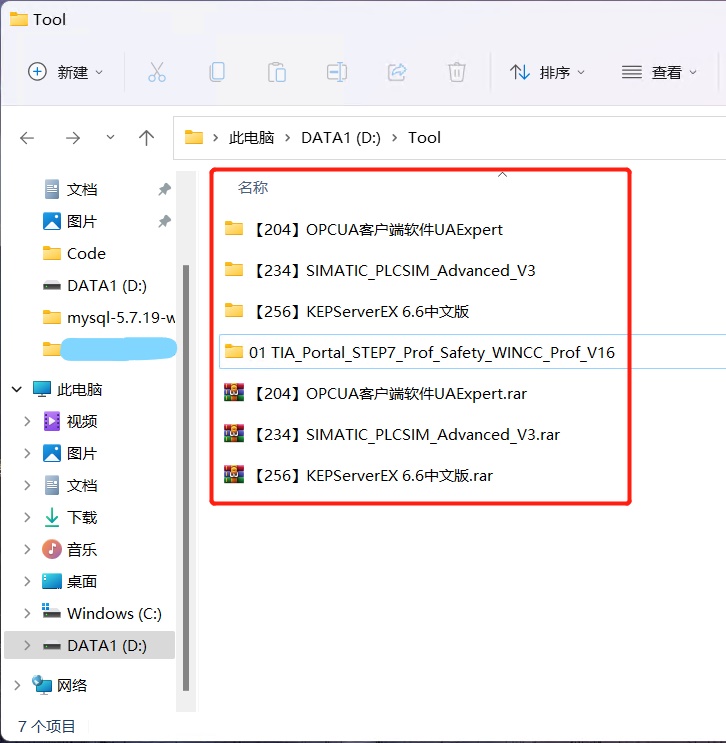 Tool
新建
排序
查看
此电脑 > DATA1 (D:) > Tool
文档
图片
Code
DATA1 (D:)
mysql-5.7.19-w
此电脑
视频
图片
文档
下载
音乐
桌面
Windows (C:)
DATA1 (D:)
网络
名称
【204】OPCUA客户端软件UAExpert
【234】SIMATIC_PLCSIM_Advanced_V3
【256】KEPServerEX 6.6中文版
01 TIA_Portal_STEP7_Prof_Safety_WINCC_Prof_V16
【204】OPCUA客户端软件UAExpert.rar
【234】SIMATIC_PLCSIM_Advanced_V3.rar
【256】KEPServerEX 6.6中文版.rar
7 个项目